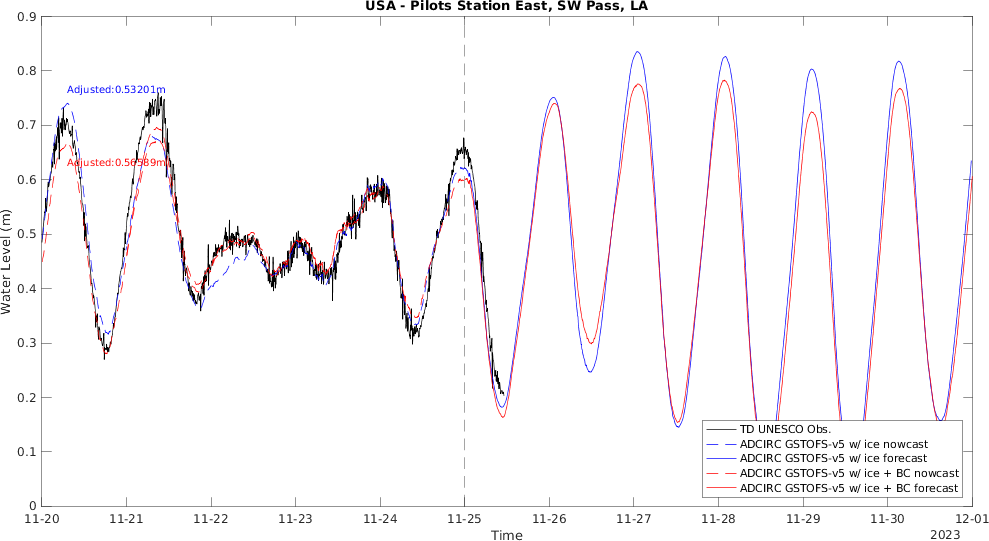 USA - Pilots Station East, SW Pass, LA
0.9
0.8
0.7
0.6
0.5
0.4
0.3
0.2
0.1
0
Water Level (m)
Adjusted:0.53201m
Adjusted:0.56589m
TD UNESCO Obs.
ADCIRC GSTOFS-v5 w/ ice nowcast
ADCIRC GSTOFS-v5 w/ ice forecast
ADCIRC GSTOFS-v5 w/ ice + BC nowcast
ADCIRC GSTOFS-v5 w/ ice + BC forecast
11-20 11-21 11-22 11-23 11-24 11-25 11-26 11-27 11-28 11-29 11-30 12-01
Time
2023